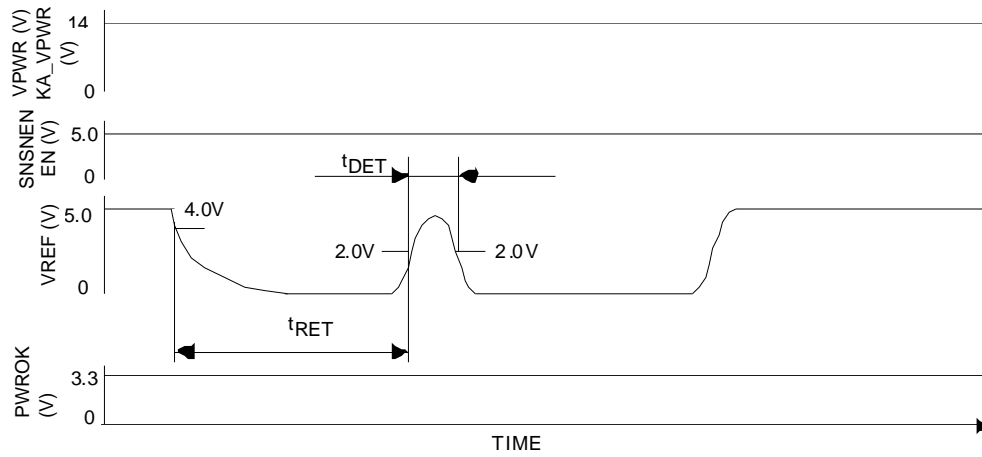 VPWR (V)
KA_VPWR
(V)
14
0
SNSNEN
EN (V)
5.0
0
tDET
VREF (V)
5.0
0
4.0V
2.0V
2.0V
tRET
PWROK
(V)
3.3
0
TIME